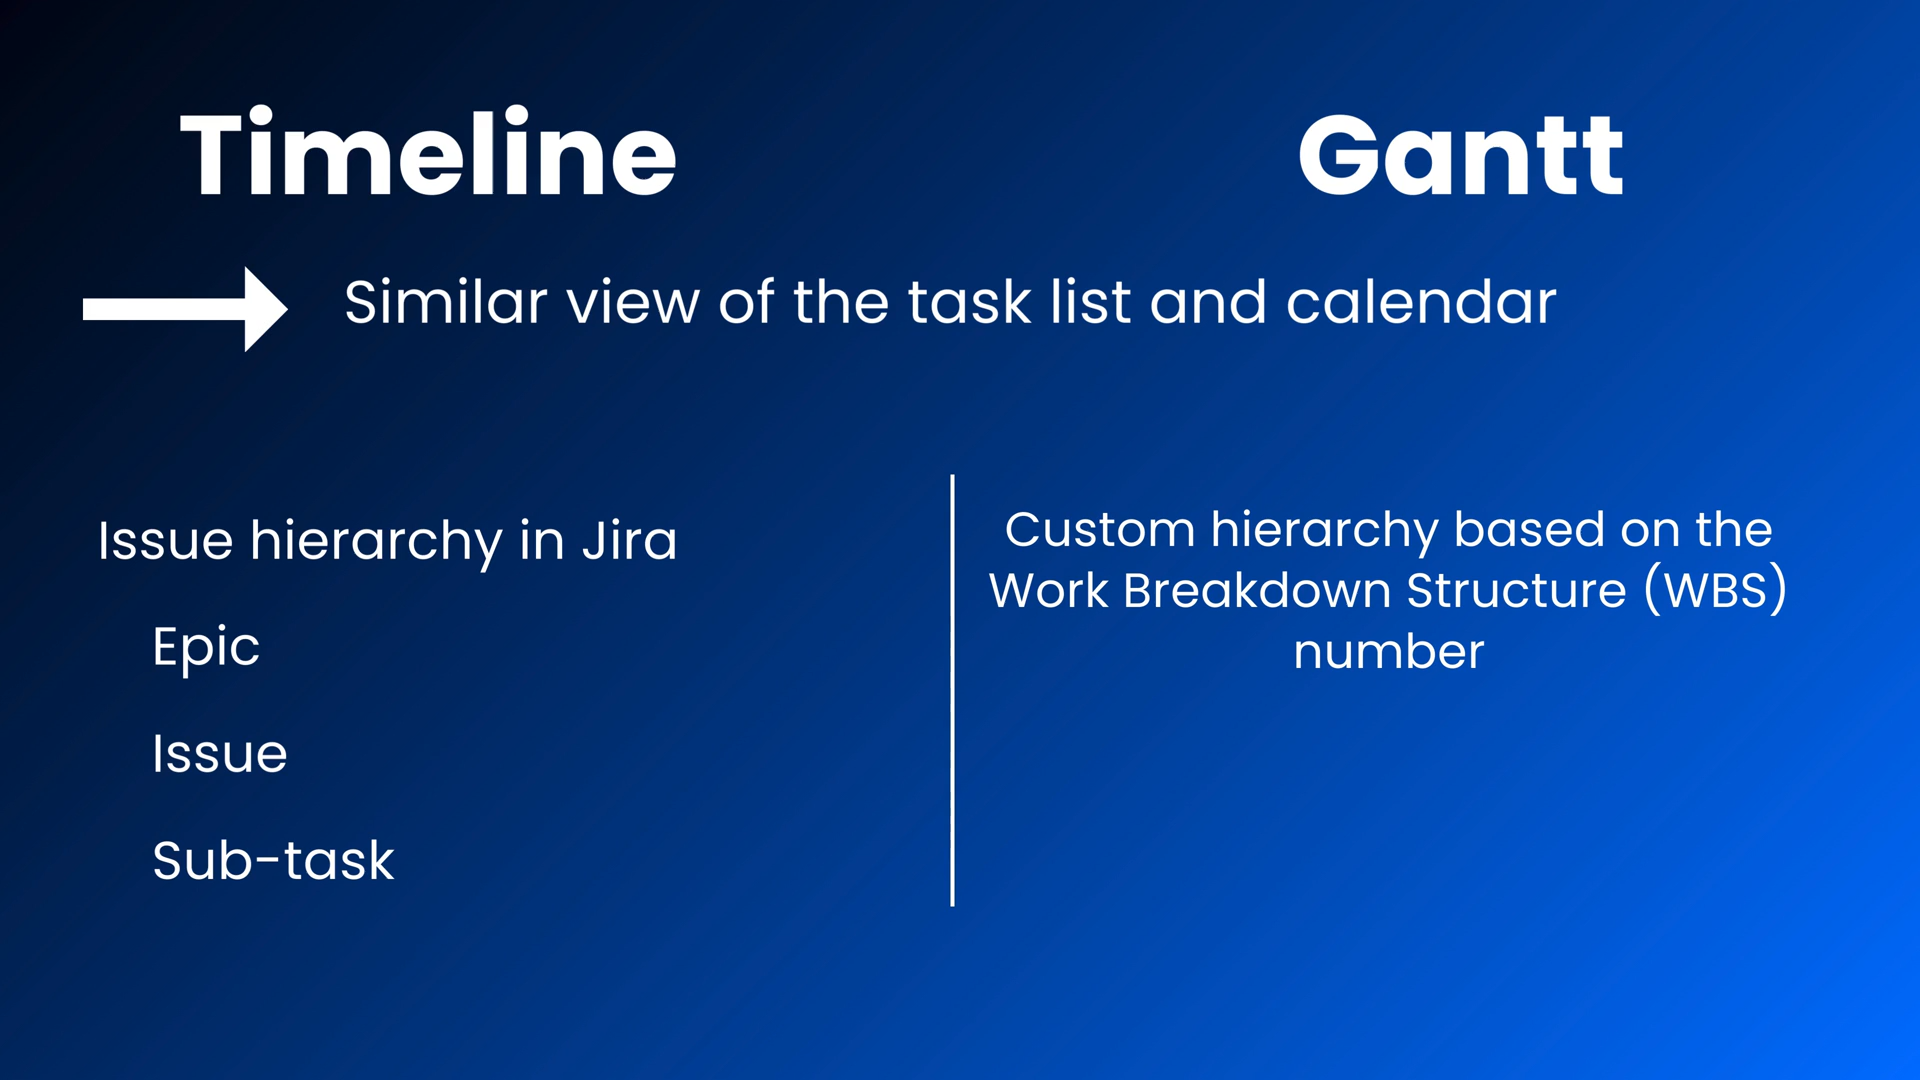 Timeline
Gantt
Similar view of the task list and calendar
Issue hierarchy in Jira
Epic
Issue
Sub-task
Custom hierarchy based on the
Work Breakdown Structure (WBS)
number